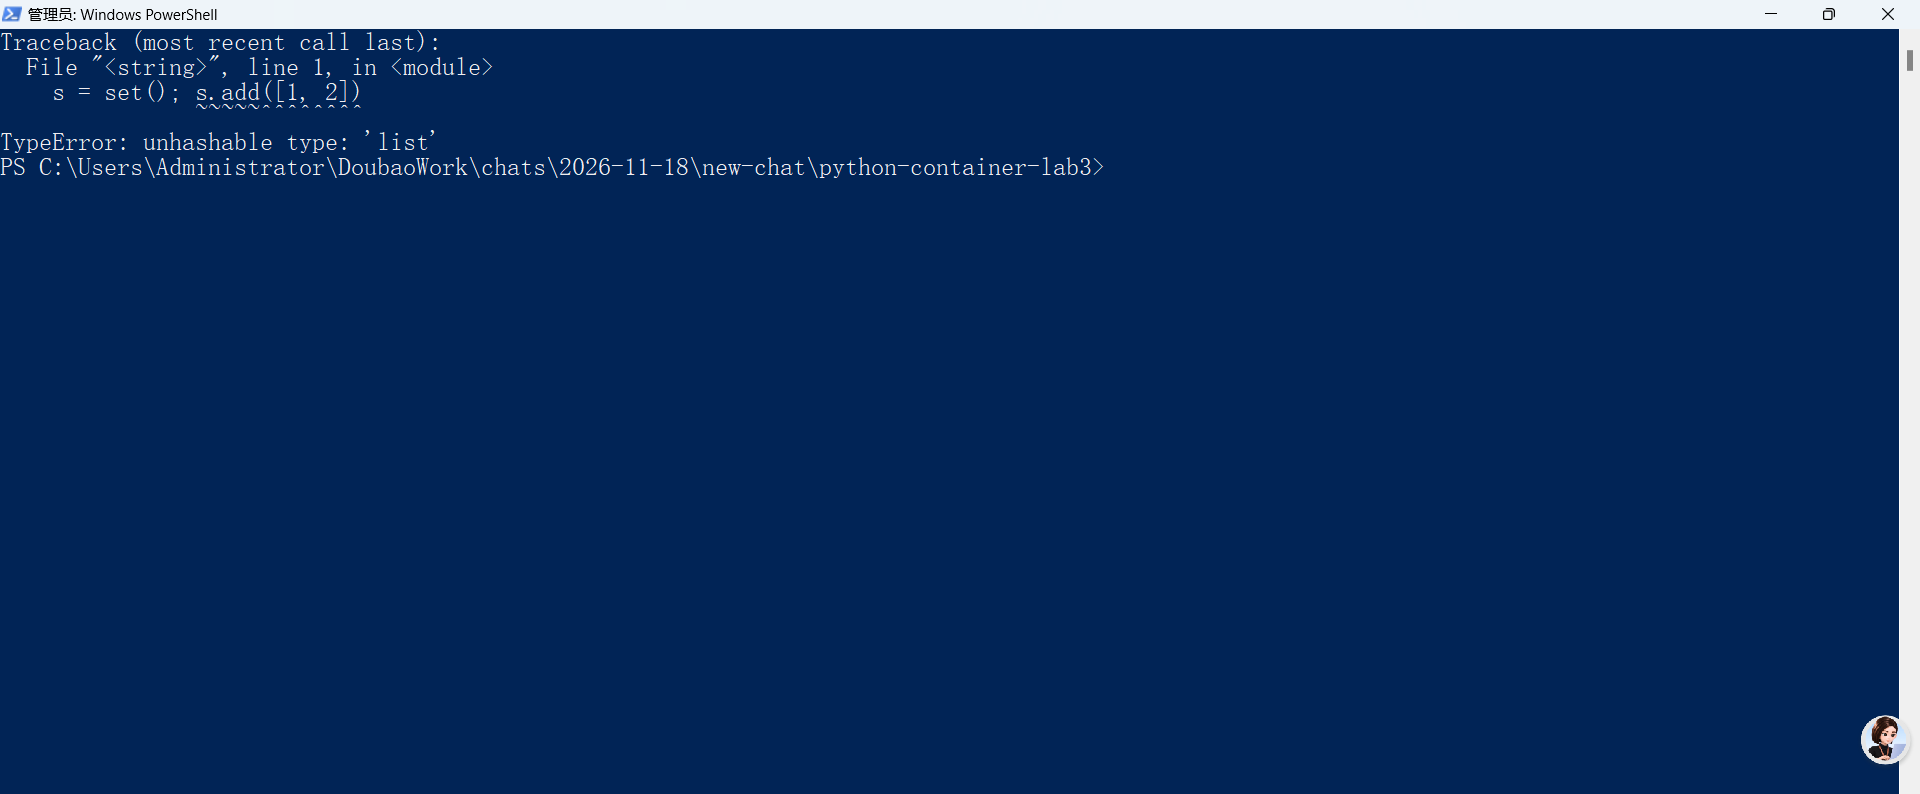 管理员: Windows PowerShell
Traceback (most recent call last):
  File "<string>", line 1, in <module>
    s = set(); s.add([1, 2])
               ~~~~~^^^^^^^^
TypeError: unhashable type: 'list'
PS C:\Users\Administrator\DoubaoWork\chats\2026-11-18\new-chat\python-container-lab3>